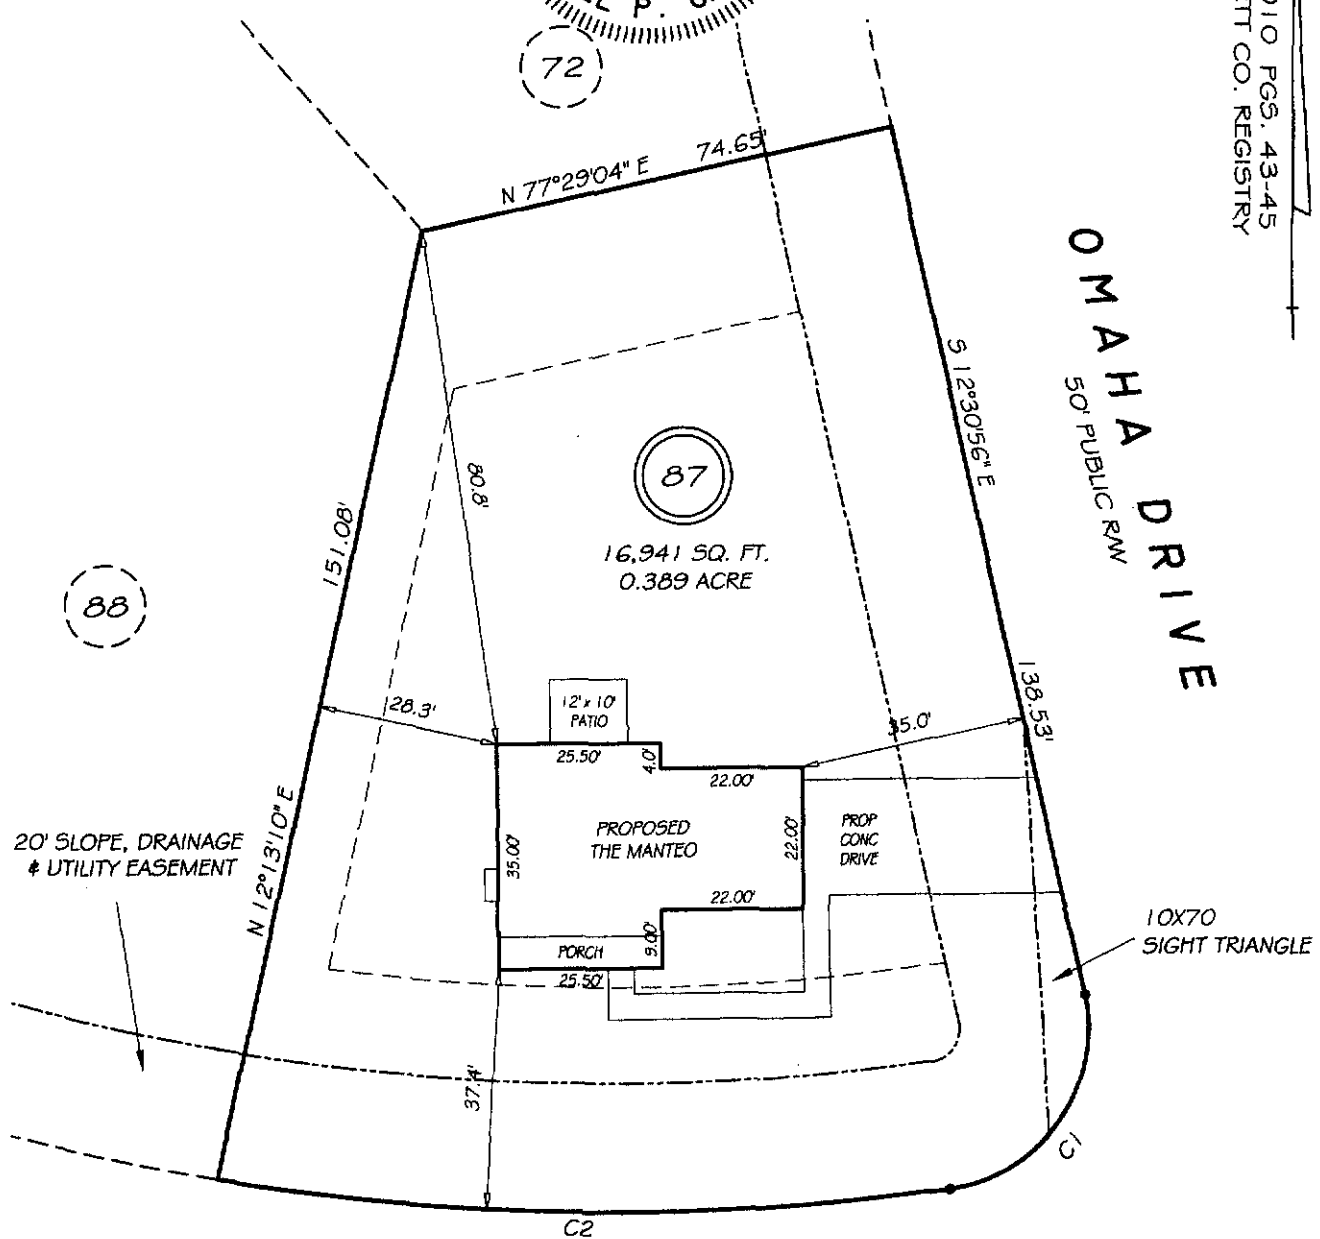 P.
72
PGS. 43-45
CO. REGISTRY
N 77°29'04" E 74.65'
OMAHA DRIVE
50' PUBLIC R/W
S 12°30'56" E
138.53'
80.8'
87
16,941 SQ. FT.
0.389 ACRE
151.08'
88
28.3'
12' x 10'
PATIO
35.0'
25.50'
4.0'
22.00'
PROPOSED
THE MANTEO
35.00'
22.00'
PROP
CONC
DRIVE
20' SLOPE, DRAINAGE
& UTILITY EASEMENT
N 12°13'10" E
22.00'
PORCH
9.00'
25.50'
10X70
SIGHT TRIANGLE
37.4'
C1
C2